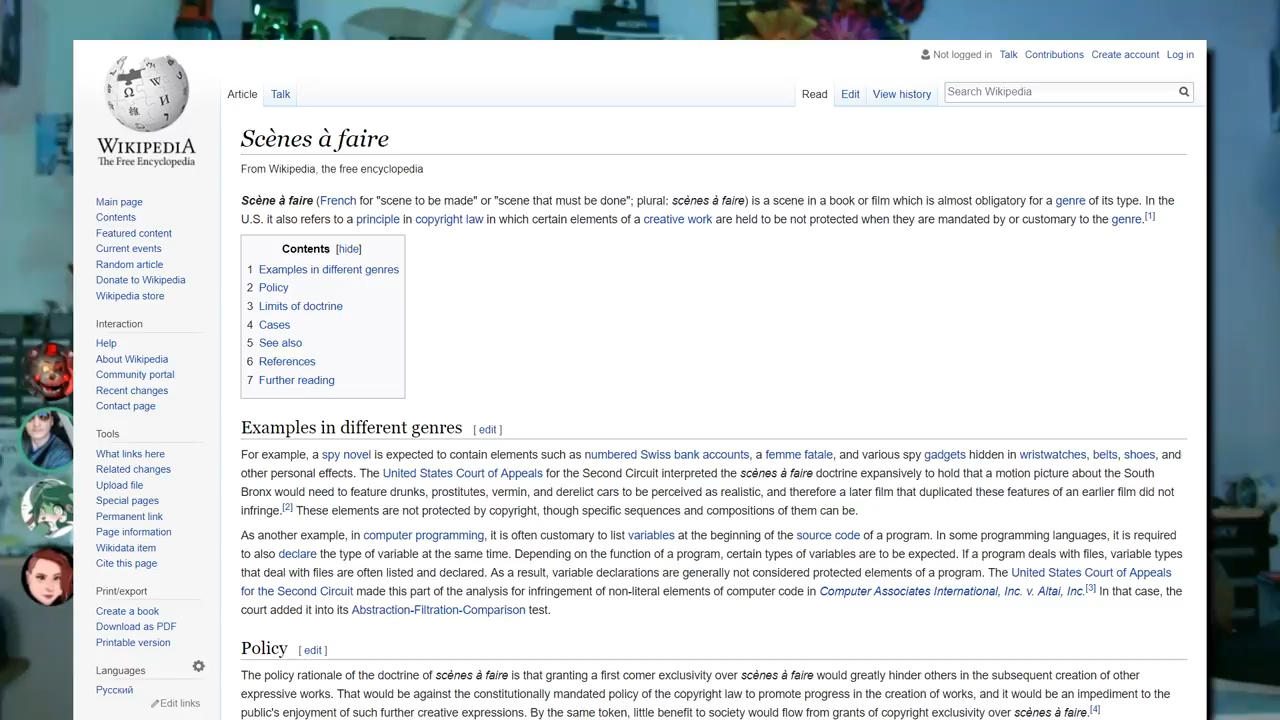 Not logged in Talk Contributions Create account Log in
Article Talk Read Edit View history Search Wikipedia
WIKIPEDIA
The Free Encyclopedia
Main page
Contents
Featured content
Current events
Random article
Donate to Wikipedia
Wikipedia store
Interaction
Help
About Wikipedia
Community portal
Recent changes
Contact page
Tools
What links here
Related changes
Upload file
Special pages
Permanent link
Page information
Wikidata item
Cite this page
Print/export
Create a book
Download as PDF
Printable version
Languages
Русский
Edit links
Scènes à faire
From Wikipedia, the free encyclopedia
Scène à faire (French for "scene to be made" or "scene that must be done"; plural: scènes à faire) is a scene in a book or film which is almost obligatory for a genre of its type. In the
U.S. it also refers to a principle in copyright law in which certain elements of a creative work are held to be not protected when they are mandated by or customary to the genre.[1]
Contents [hide]
1 Examples in different genres
2 Policy
3 Limits of doctrine
4 Cases
5 See also
6 References
7 Further reading
Examples in different genres [ edit ]
For example, a spy novel is expected to contain elements such as numbered Swiss bank accounts, a femme fatale, and various spy gadgets hidden in wristwatches, belts, shoes, and
other personal effects. The United States Court of Appeals for the Second Circuit interpreted the scènes à faire doctrine expansively to hold that a motion picture about the South
Bronx would need to feature drunks, prostitutes, vermin, and derelict cars to be perceived as realistic, and therefore a later film that duplicated these features of an earlier film did not
infringe.[2] These elements are not protected by copyright, though specific sequences and compositions of them can be.
As another example, in computer programming, it is often customary to list variables at the beginning of the source code of a program. In some programming languages, it is required
to also declare the type of variable at the same time. Depending on the function of a program, certain types of variables are to be expected. If a program deals with files, variable types
that deal with files are often listed and declared. As a result, variable declarations are generally not considered protected elements of a program. The United States Court of Appeals
for the Second Circuit made this part of the analysis for infringement of non-literal elements of computer code in Computer Associates International, Inc. v. Altai, Inc.[3] In that case, the
court added it into its Abstraction-Filtration-Comparison test.
Policy [ edit ]
The policy rationale of the doctrine of scènes à faire is that granting a first comer exclusivity over scènes à faire would greatly hinder others in the subsequent creation of other
expressive works. That would be against the constitutionally mandated policy of the copyright law to promote progress in the creation of works, and it would be an impediment to the
public's enjoyment of such further creative expressions. By the same token, little benefit to society would flow from grants of copyright exclusivity over scènes à faire.[4]